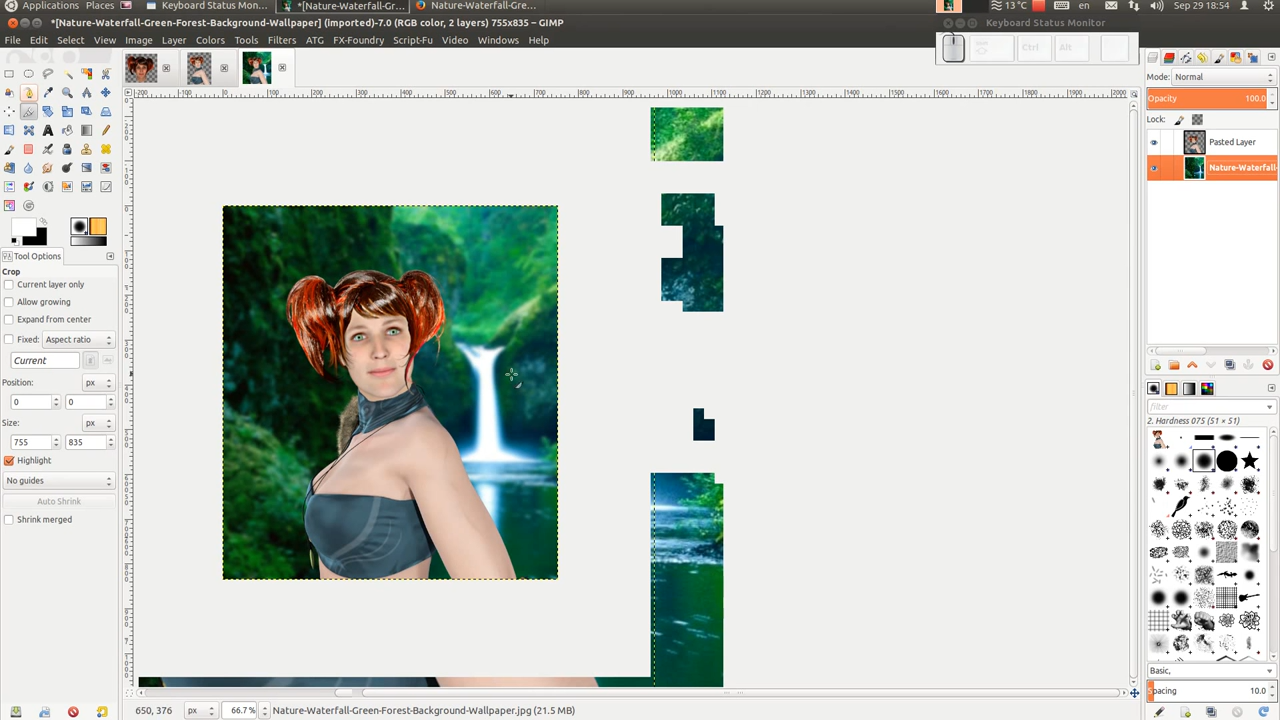 Applications Places Keyboard Status Monitor *[Nature-Waterfall-Gre... Nature-Waterfall-Gre... 13 °C en Sep 29 18:54
*[Nature-Waterfall-Green-Forest-Background-Wallpaper] (imported)-7.0 (RGB color, 2 layers) 755x835 – GIMP
Keyboard Status Monitor
File Edit Select View Image Layer Colors Tools Filters ATG FX-Foundry Script-Fu Video Windows Help
Ctrl Alt
Mode: Normal
Opacity 100.0
Lock:
Pasted Layer
Nature-Waterfall-
Tool Options
Crop
Current layer only
Allow growing
Expand from center
Fixed: Aspect ratio
Current
Position: px
0 0
Size: px
755 835
Highlight
No guides
Auto Shrink
Shrink merged
filter
2. Hardness 075 (51 × 51)
Basic,
Spacing 10.0
650, 376 px 66.7 % Nature-Waterfall-Green-Forest-Background-Wallpaper.jpg (21.5 MB)